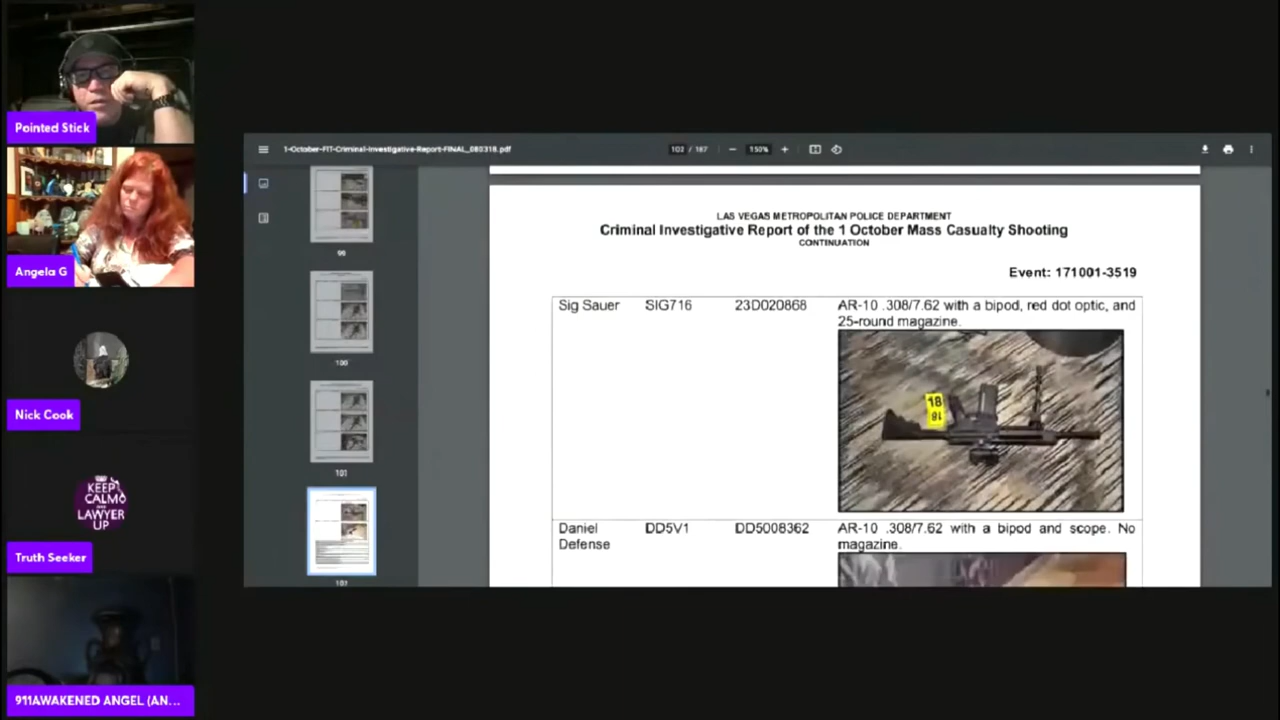 Pointed Stick
Angela G
Nick Cook
KEEP
CALM
LAWYER
UP
Truth Seeker
911AWAKENED ANGEL (AN...
1-October-FIT-Criminal-Investigative-Report-FINAL_080318.pdf
102 / 187
150%
99
100
101
102
LAS VEGAS METROPOLITAN POLICE DEPARTMENT
Criminal Investigative Report of the 1 October Mass Casualty Shooting
CONTINUATION
Event: 171001-3519
Sig Sauer SIG716 23D020868 AR-10 .308/7.62 with a bipod, red dot optic, and
25-round magazine.
18
18
Daniel DD5V1 DD5008362 AR-10 .308/7.62 with a bipod and scope. No
Defense magazine.